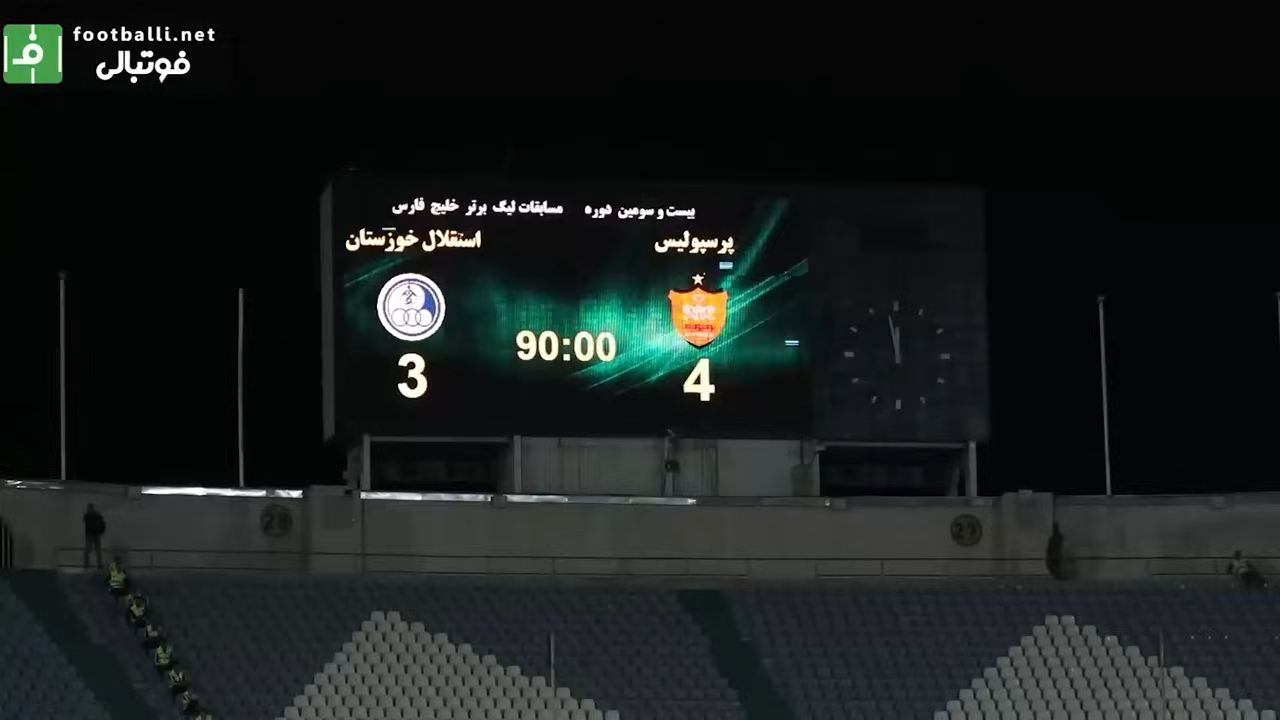 footballi.net
فوتبالی
بیست و سومین دوره مسابقات لیگ برتر خلیج فارس
پرسپولیس
استقلال خوزستان
90:00
4
3
28
27